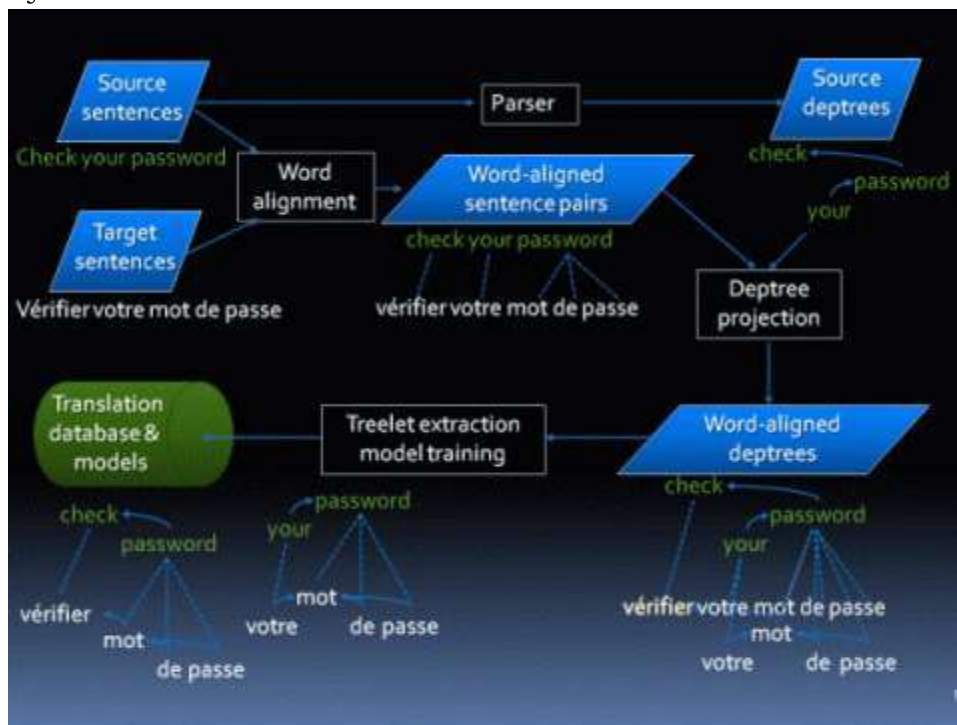 Source
sentences
Check your password
Parser
Source
deptrees
check
password
your
Word
alignment
Word-aligned
sentence pairs
check your password
vérifier votre mot de passe
Target
sentences
Vérifier votre mot de passe
Deptree
projection
Translation
database &
models
Treelet extraction
model training
Word-aligned
deptrees
check
password
vérifier
mot
de passe
password
your
mot
votre
de passe
check
password
your
vérifier votre mot de passe
mot
votre
de passe